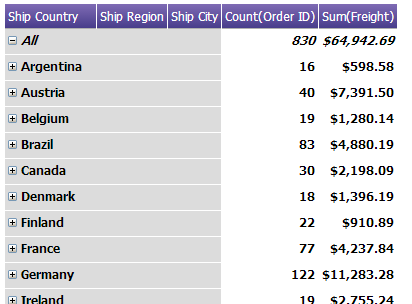 Ship Country Ship Region Ship City Count(Order ID) Sum(Freight)
All 830 $64,942.69
Argentina 16 $598.58
Austria 40 $7,391.50
Belgium 19 $1,280.14
Brazil 83 $4,880.19
Canada 30 $2,198.09
Denmark 18 $1,396.19
Finland 22 $910.89
France 77 $4,237.84
Germany 122 $11,283.28
Ireland 19 $2,755.24